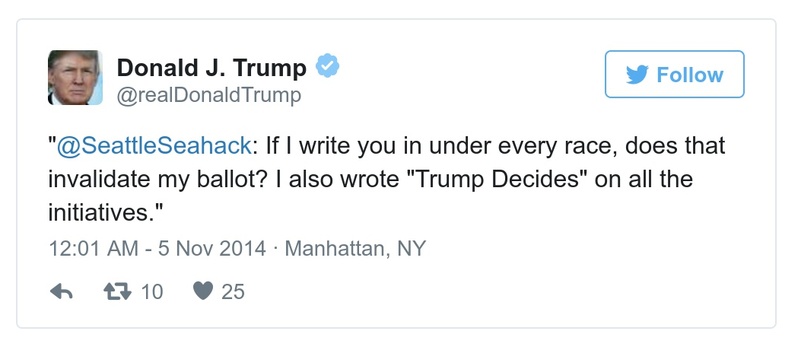 Donald J. Trump
@realDonaldTrump
Follow
"@SeattleSeahack: If I write you in under every race, does that
invalidate my ballot? I also wrote "Trump Decides" on all the
initiatives."
12:01 AM - 5 Nov 2014 · Manhattan, NY
10 25